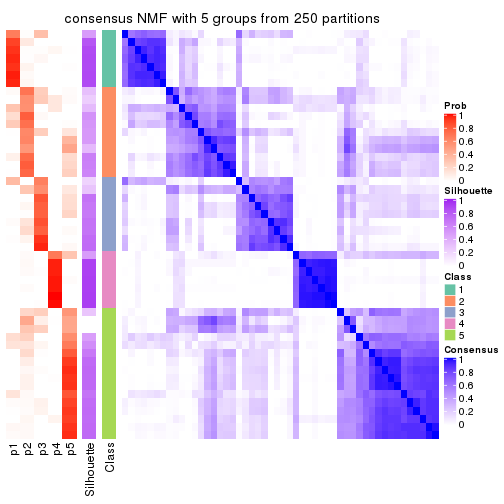 consensus NMF with 5 groups from 250 partitions
Prob
1
0.8
0.6
0.4
0.2
0
Silhouette
1
0.8
0.6
0.4
0.2
0
Class
1
2
3
4
5
Consensus
1
0.8
0.6
0.4
0.2
0
p1
p2
p3
p4
p5
Silhouette
Class